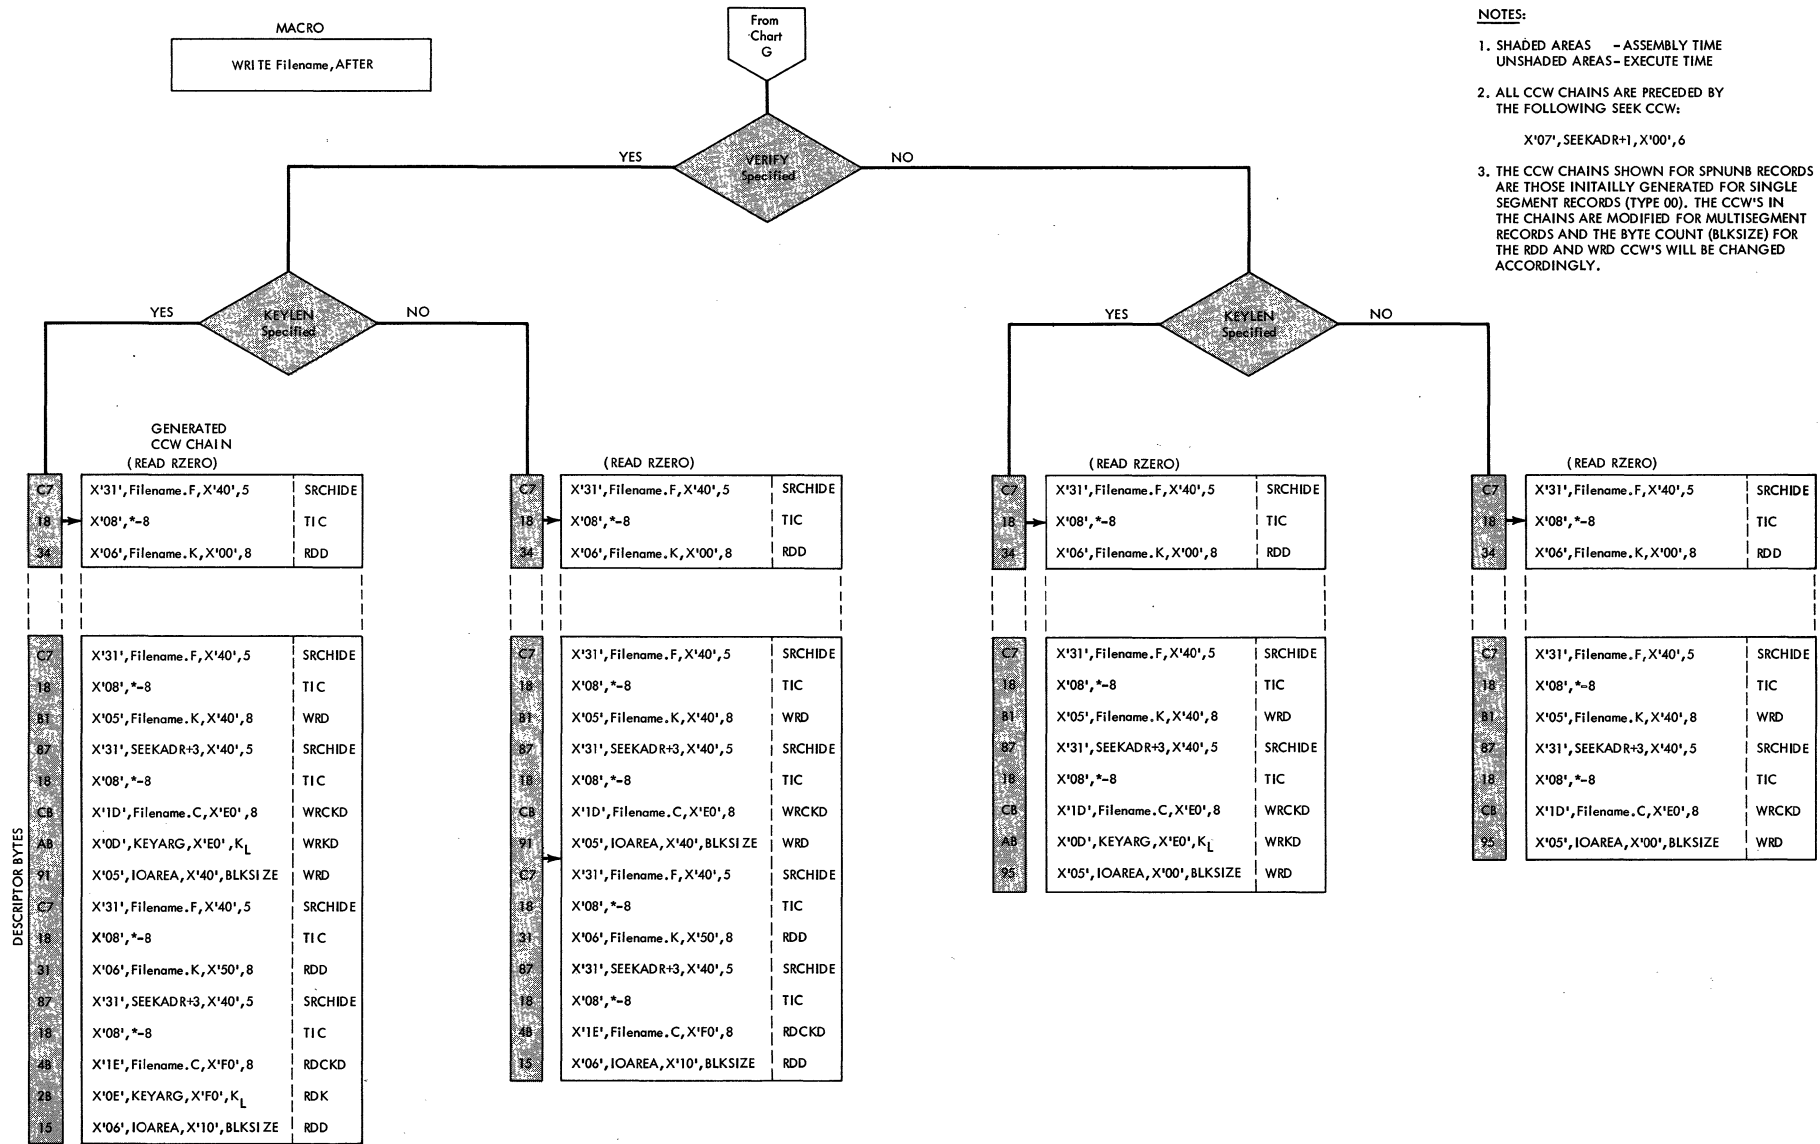 MACRO
WRITE Filename,AFTER
From
Chart
G
NOTES:
1. SHADED AREAS - ASSEMBLY TIME
UNSHADED AREAS - EXECUTE TIME
2. ALL CCW CHAINS ARE PRECEDED BY
THE FOLLOWING SEEK CCW:
X'07',SEEKADR+1,X'00',6
3. THE CCW CHAINS SHOWN FOR SPNUNB RECORDS
ARE THOSE INITAILLY GENERATED FOR SINGLE
SEGMENT RECORDS (TYPE 00). THE CCW'S IN
THE CHAINS ARE MODIFIED FOR MULTISEGMENT
RECORDS AND THE BYTE COUNT (BLKSIZE) FOR
THE RDD AND WRD CCW'S WILL BE CHANGED
ACCORDINGLY.
YES
VERIFY
Specified
NO
YES
KEYLEN
Specified
NO
YES
KEYLEN
Specified
NO
GENERATED
CCW CHAIN
DESCRIPTOR BYTES
(READ RZERO)
C7 X'31',Filename.F,X'40',5 SRCHIDE
18 X'08',*-8 TIC
34 X'06',Filename.K,X'00',8 RDD
C7 X'31',Filename.F,X'40',5 SRCHIDE
18 X'08',*-8 TIC
B1 X'05',Filename.K,X'40',8 WRD
87 X'31',SEEKADR+3,X'40',5 SRCHIDE
18 X'08',*-8 TIC
CB X'1D',Filename.C,X'E0',8 WRCKD
AB X'0D',KEYARG,X'E0',KL WRKD
91 X'05',IOAREA,X'40',BLKSIZE WRD
C7 X'31',Filename.F,X'40',5 SRCHIDE
18 X'08',*-8 TIC
31 X'06',Filename.K,X'50',8 RDD
87 X'31',SEEKADR+3,X'40',5 SRCHIDE
18 X'08',*-8 TIC
4B X'1E',Filename.C,X'F0',8 RDCKD
2B X'0E',KEYARG,X'F0',KL RDK
15 X'06',IOAREA,X'10',BLKSIZE RDD
(READ RZERO)
C7 X'31',Filename.F,X'40',5 SRCHIDE
18 X'08',*-8 TIC
34 X'06',Filename.K,X'00',8 RDD
C7 X'31',Filename.F,X'40',5 SRCHIDE
18 X'08',*-8 TIC
B1 X'05',Filename.K,X'40',8 WRD
87 X'31',SEEKADR+3,X'40',5 SRCHIDE
18 X'08',*-8 TIC
CB X'1D',Filename.C,X'E0',8 WRCKD
91 X'05',IOAREA,X'40',BLKSIZE WRD
C7 X'31',Filename.F,X'40',5 SRCHIDE
18 X'08',*-8 TIC
31 X'06',Filename.K,X'50',8 RDD
87 X'31',SEEKADR+3,X'40',5 SRCHIDE
18 X'08',*-8 TIC
4B X'1E',Filename.C,X'F0',8 RDCKD
15 X'06',IOAREA,X'10',BLKSIZE RDD
(READ RZERO)
C7 X'31',Filename.F,X'40',5 SRCHIDE
18 X'08',*-8 TIC
34 X'06',Filename.K,X'00',8 RDD
C7 X'31',Filename.F,X'40',5 SRCHIDE
18 X'08',*-8 TIC
B1 X'05',Filename.K,X'40',8 WRD
87 X'31',SEEKADR+3,X'40',5 SRCHIDE
18 X'08',*-8 TIC
CB X'1D',Filename.C,X'E0',8 WRCKD
AB X'0D',KEYARG,X'E0',KL WRKD
95 X'05',IOAREA,X'00',BLKSIZE WRD
(READ RZERO)
C7 X'31',Filename.F,X'40',5 SRCHIDE
18 X'08',*-8 TIC
34 X'06',Filename.K,X'00',8 RDD
C7 X'31',Filename.F,X'40',5 SRCHIDE
18 X'08',*-8 TIC
B1 X'05',Filename.K,X'40',8 WRD
87 X'31',SEEKADR+3,X'40',5 SRCHIDE
18 X'08',*-8 TIC
CB X'1D',Filename.C,X'E0',8 WRCKD
95 X'05',IOAREA,X'00',BLKSIZE WRD